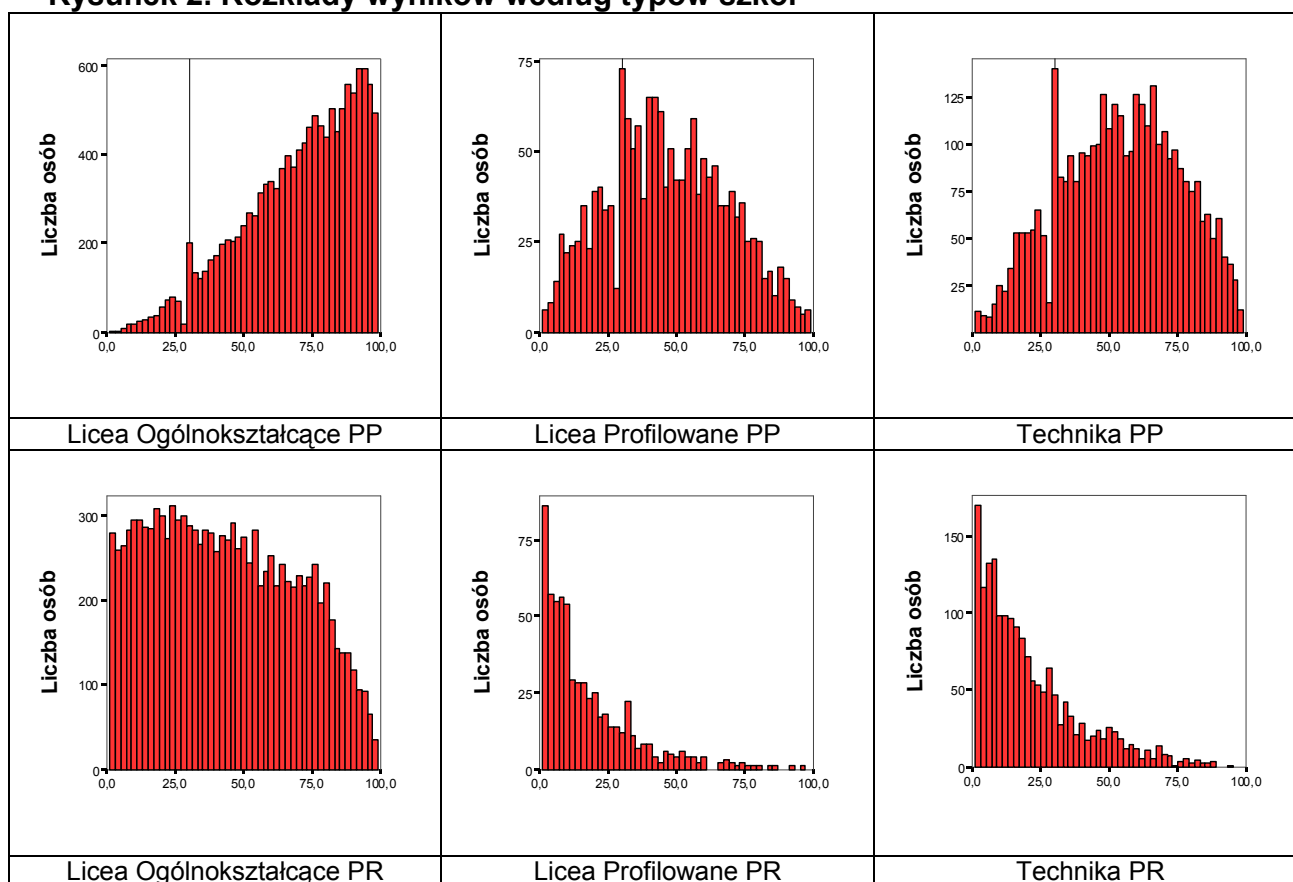 Rysunek 2. Rozkłady wyników według typów szkół
600
400
200
0
0,0 25,0 50,0 75,0 100,0
Liczba osób
75
50
25
0
0,0 25,0 50,0 75,0 100,0
Liczba osób
125
100
75
50
25
0,0 25,0 50,0 75,0 100,0
Liczba osób
Licea Ogólnokształcące PP
Licea Profilowane PP
Technika PP
300
200
100
0
0,0 25,0 50,0 75,0 100,0
Liczba osób
75
50
25
0
0,0 25,0 50,0 75,0 100,0
Liczba osób
150
100
50
0
0,0 25,0 50,0 75,0 100,0
Liczba osób
Licea Ogólnokształcące PR
Licea Profilowane PR
Technika PR